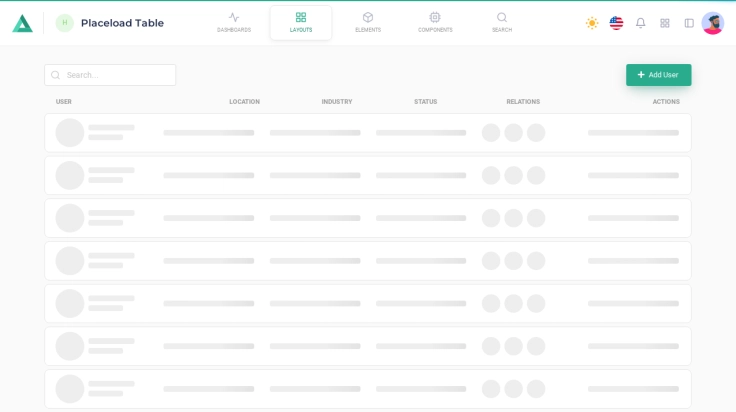 H
Placeload Table
DASHBOARDS
LAYOUTS
ELEMENTS
COMPONENTS
SEARCH
Search...
Add User
USER LOCATION INDUSTRY STATUS RELATIONS ACTIONS